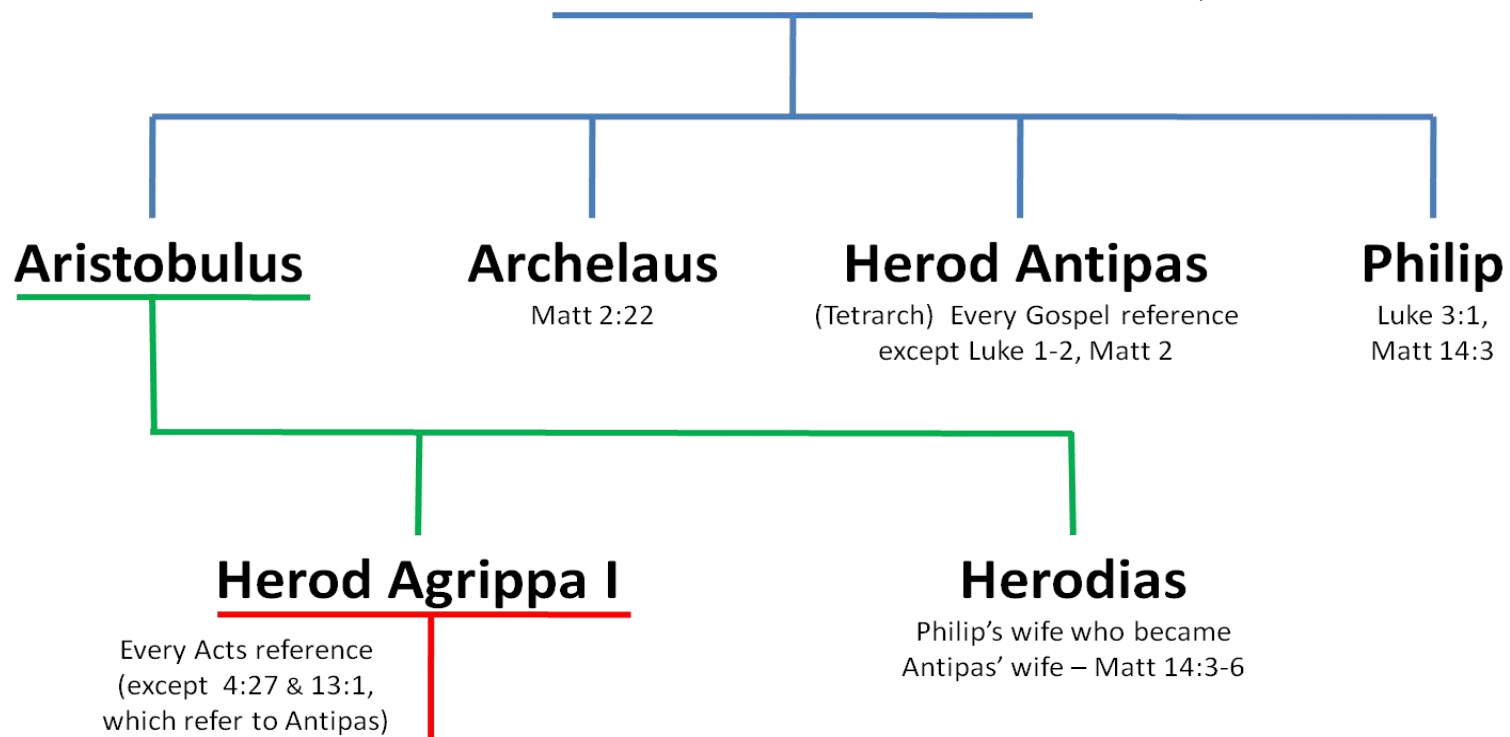 Aristobulus
Archelaus
Matt 2:22
Herod Antipas
(Tetrarch)  Every Gospel reference
except Luke 1-2, Matt 2
Philip
Luke 3:1,
Matt 14:3
Herod Agrippa I
Every Acts reference
(except  4:27 & 13:1,
which refer to Antipas)
Herodias
Philip’s wife who became
Antipas’ wife – Matt 14:3-6